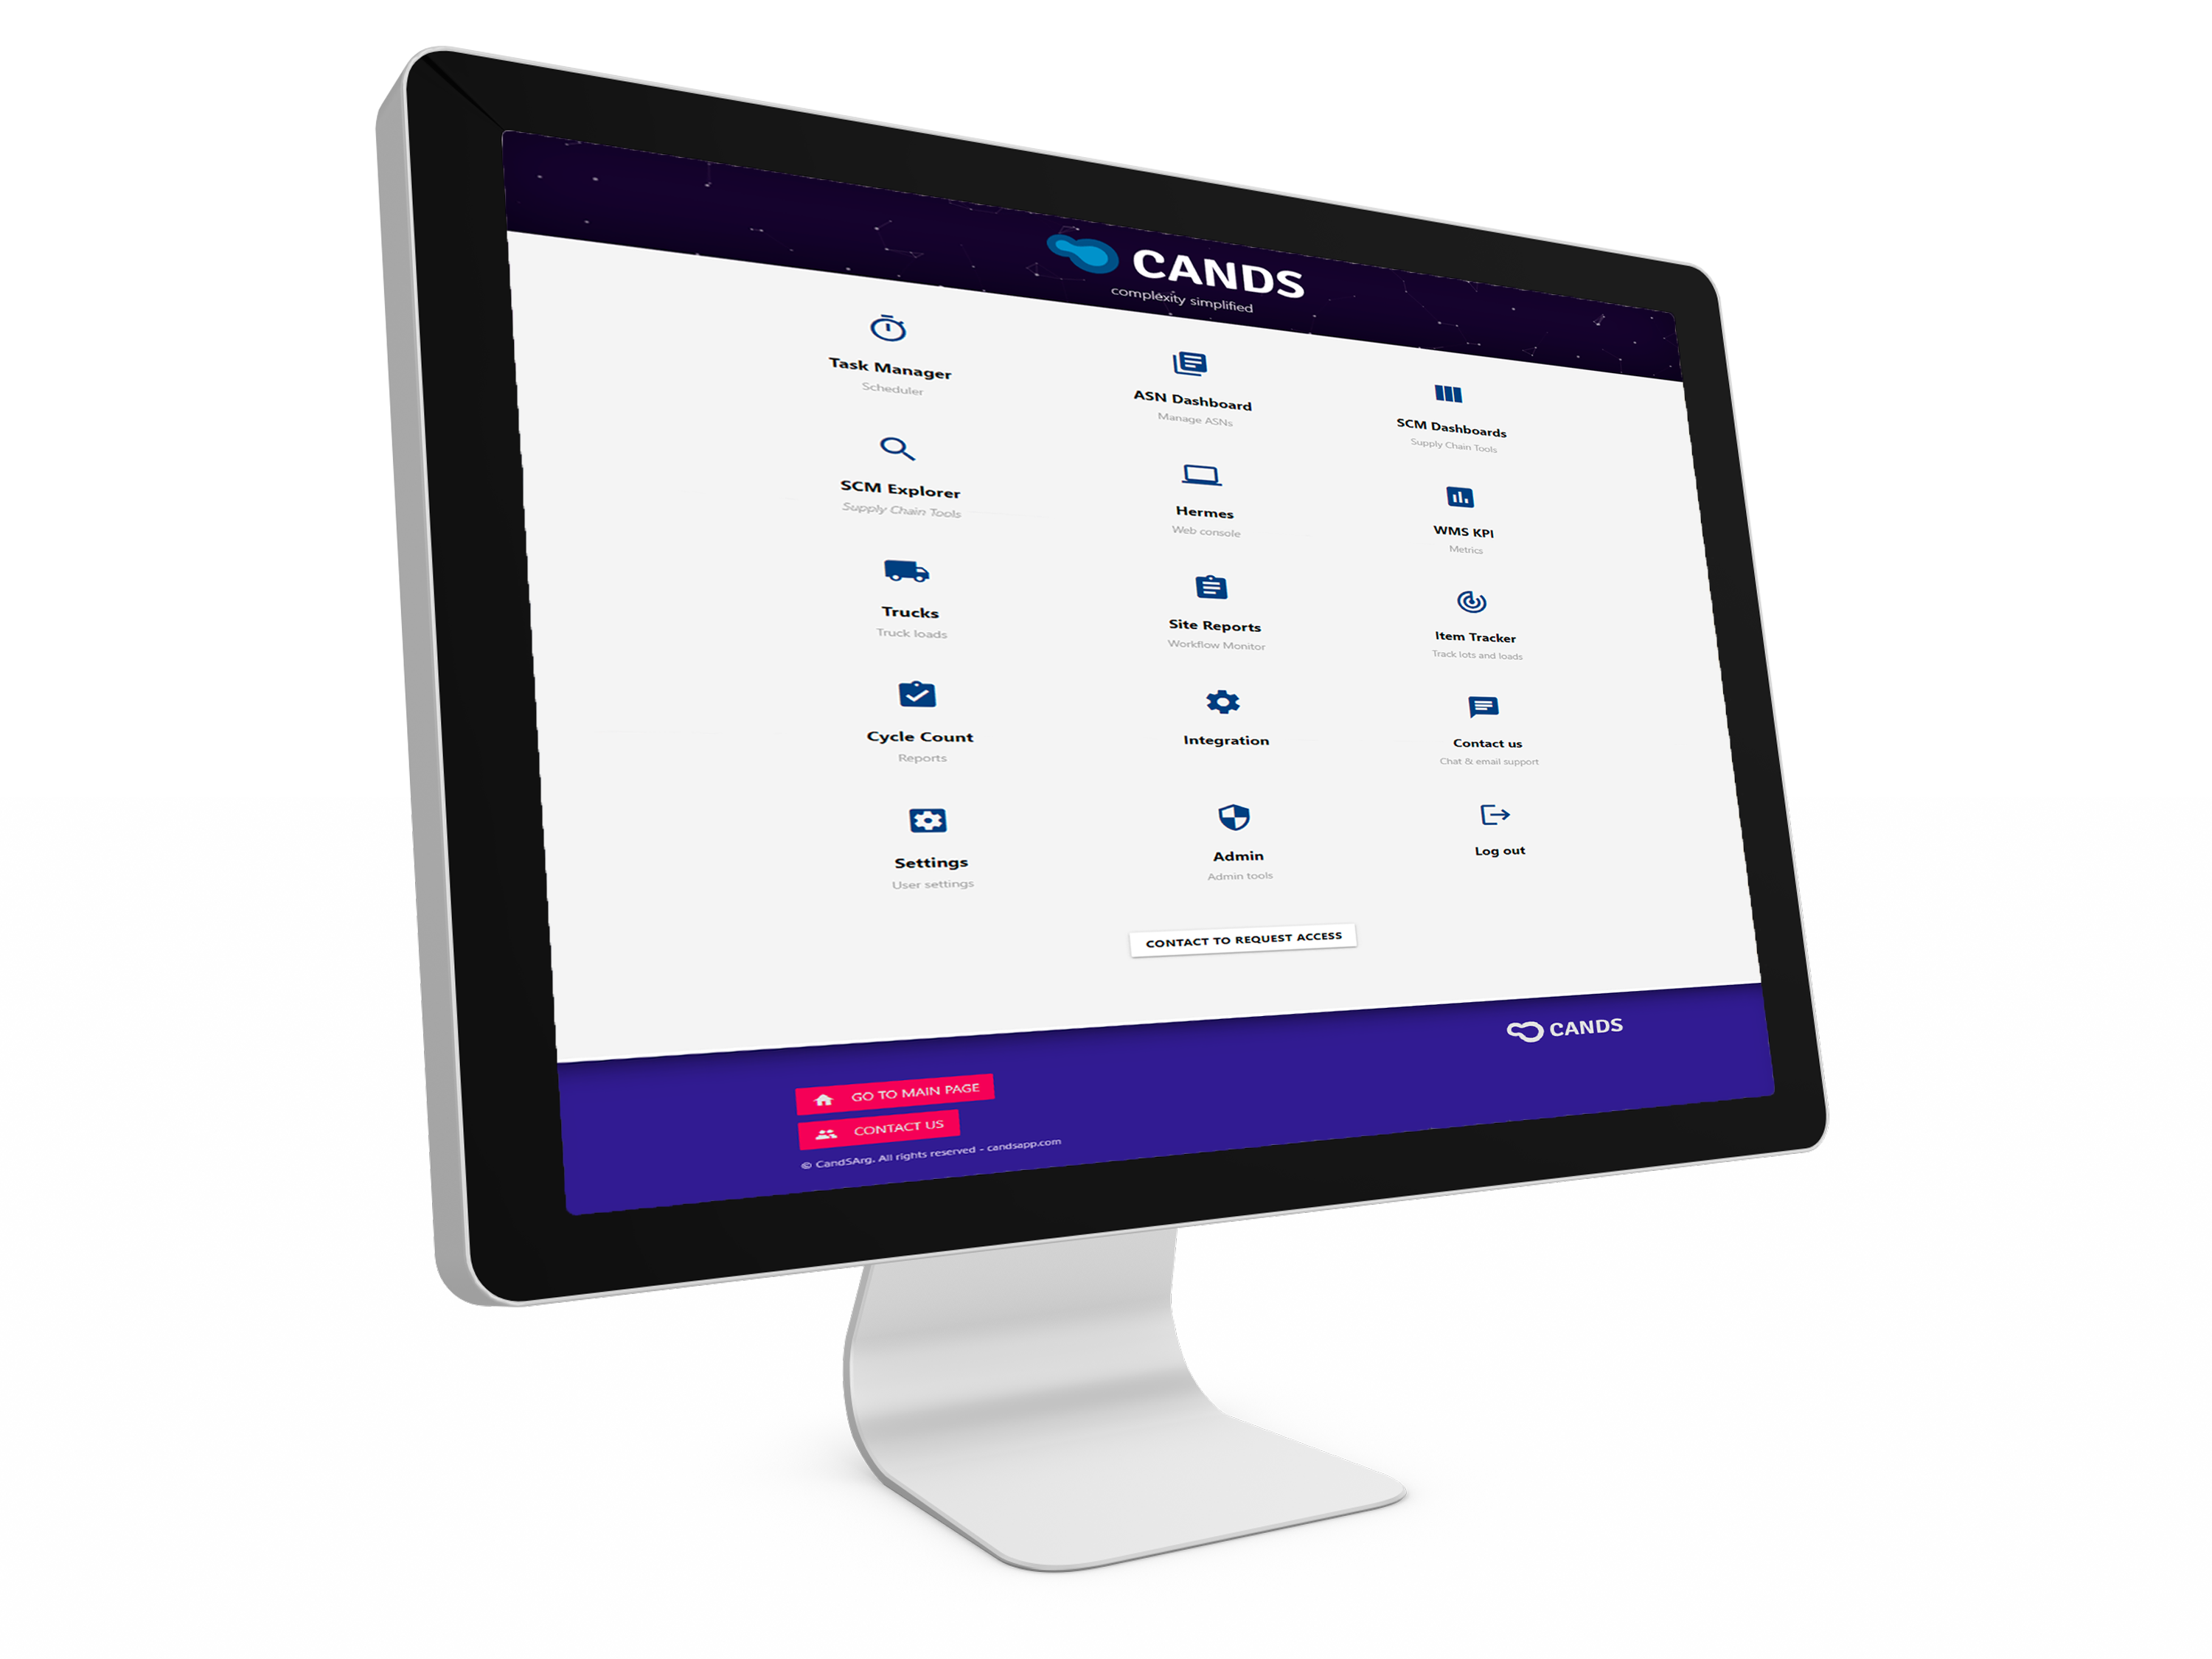 CANDS
complexity simplified
Task Manager
Scheduler
ASN Dashboard
Manage ASNs
SCM Dashboards
Supply Chain Tools
SCM Explorer
Supply Chain Tools
Hermes
Web console
WMS KPI
Metrics
Trucks
Truck loads
Site Reports
Workflow Monitor
Item Tracker
Track lots and loads
Cycle Count
Reports
Integration
Contact us
Chat & email support
Settings
User settings
Admin
Admin tools
Log out
CONTACT TO REQUEST ACCESS
CANDS
GO TO MAIN PAGE
CONTACT US
© CandSArg. All rights reserved - candsapp.com